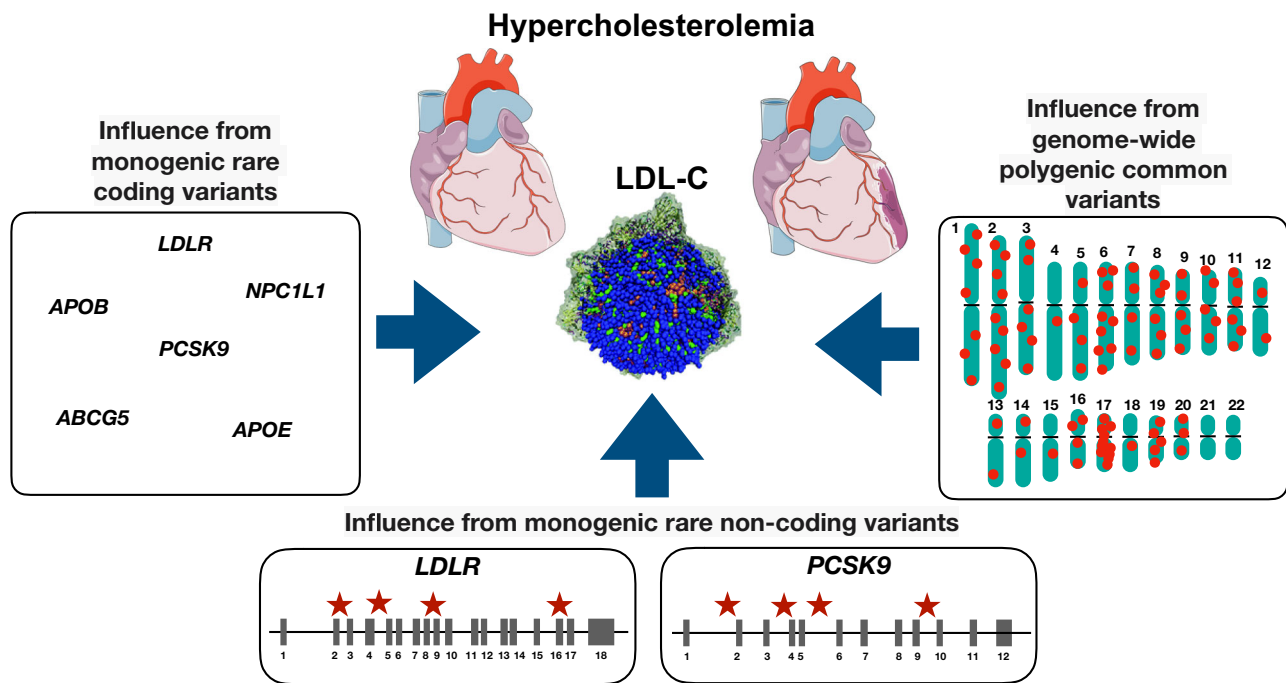 Hypercholesterolemia
Influence from
monogenic rare
coding variants
LDLR
NPC1L1
APOB
PCSK9
ABCG5
APOE
LDL-C
Influence from
genome-wide
polygenic common
variants
1 2 3 4 5 6 7 8 9 10 11 12
13 14 15 16 17 18 19 20 21 22
Influence from monogenic rare non-coding variants
LDLR
1 2 3 4 5 6 7 8 9 10 11 12 13 14 15 16 17 18
PCSK9
1 2 3 4 5 6 7 8 9 10 11 12